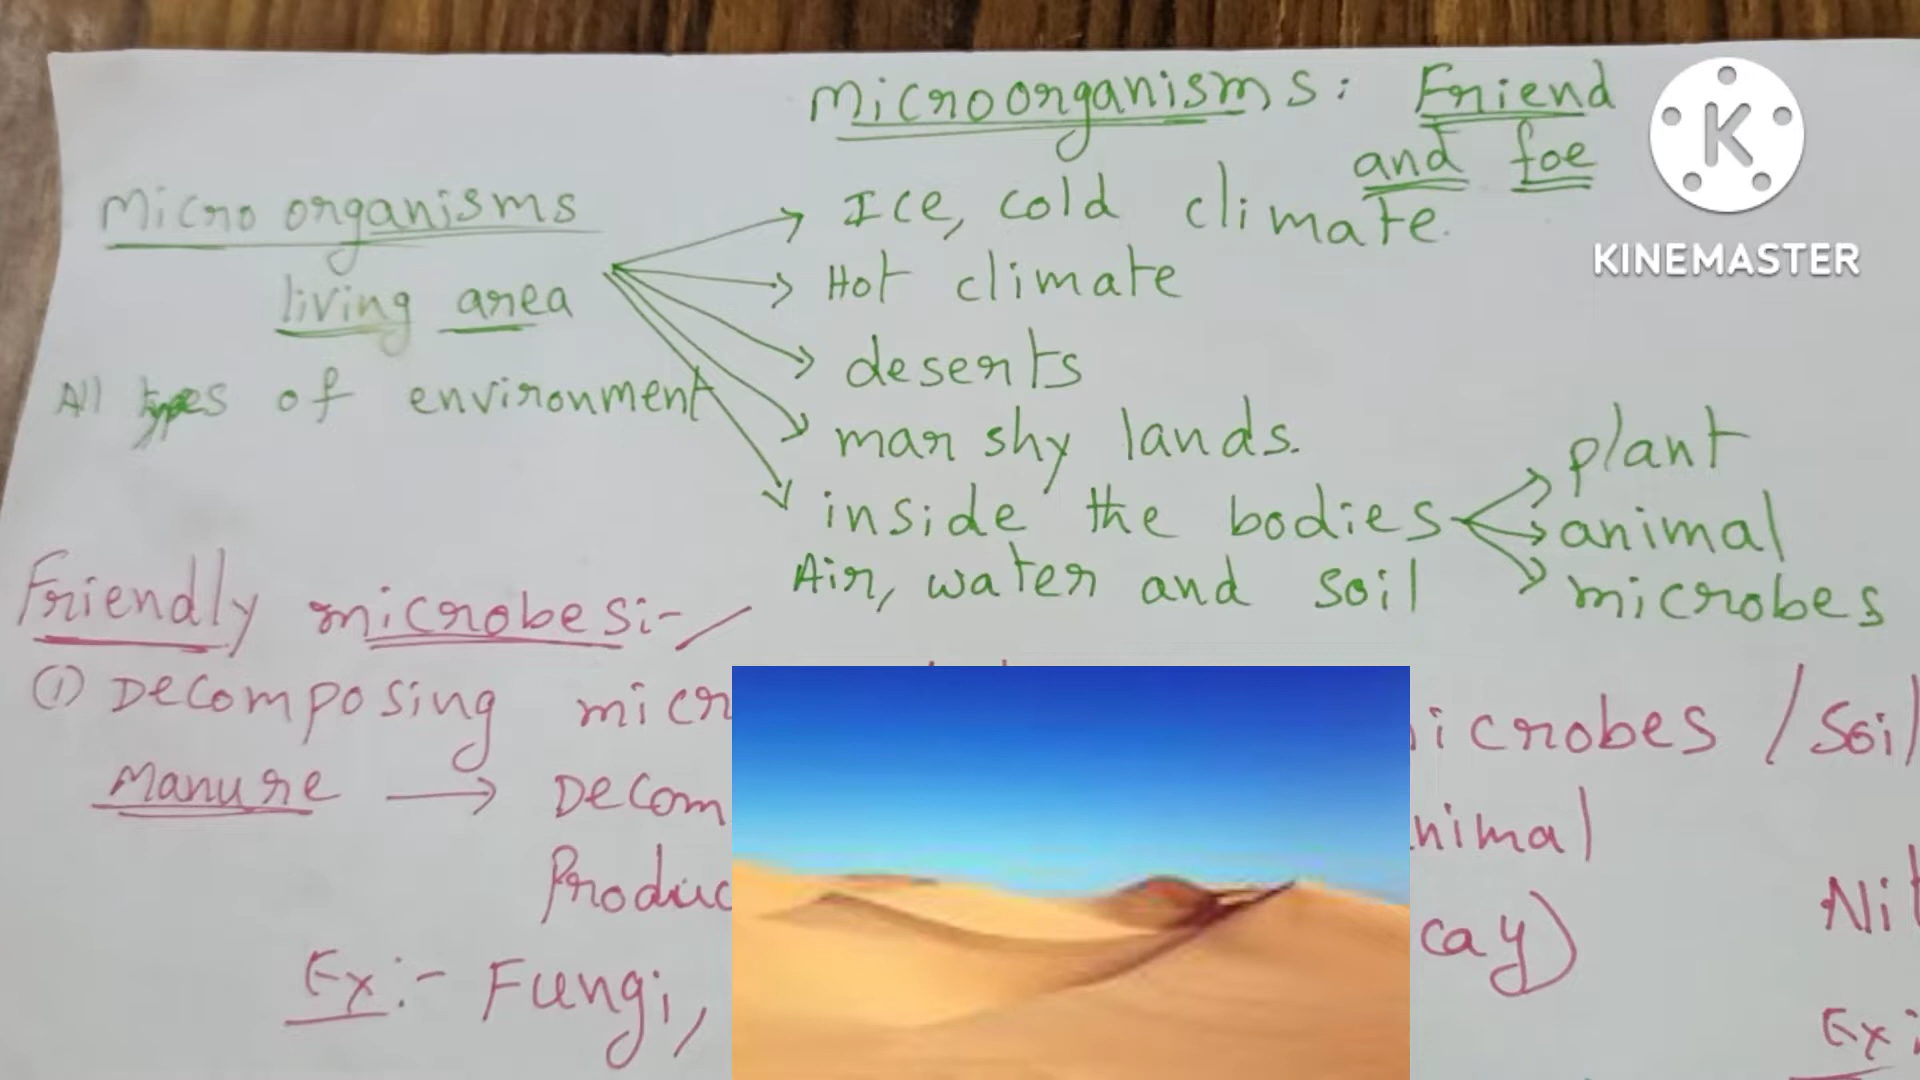 Microorganisms: Friend
and foe
Micro organisms
living area
All types of environment
Ice, cold climate.
Hot climate
deserts
marshy lands.
inside the bodies
plant
animal
microbes
Air, water and soil
Friendly microbes:-
① Decomposing micr
Manure → Decom
Produc
Ex:- Fungi,
icrobes / Soil
nimal
cay)
Nit
Ex:
K
KINEMASTER